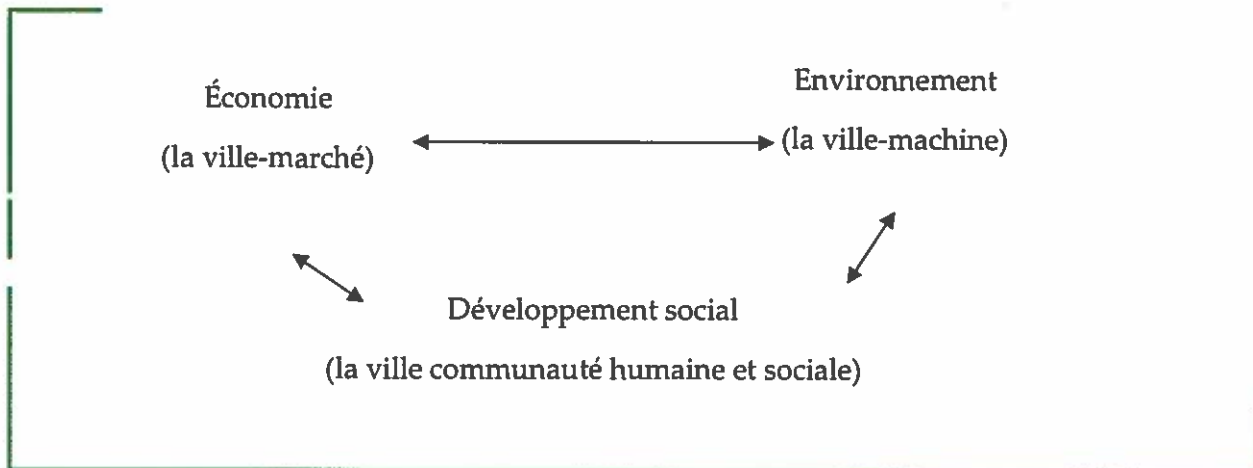 Économie
(la ville-marché)
Environnement
(la ville-machine)
Développement social
(la ville communauté humaine et sociale)